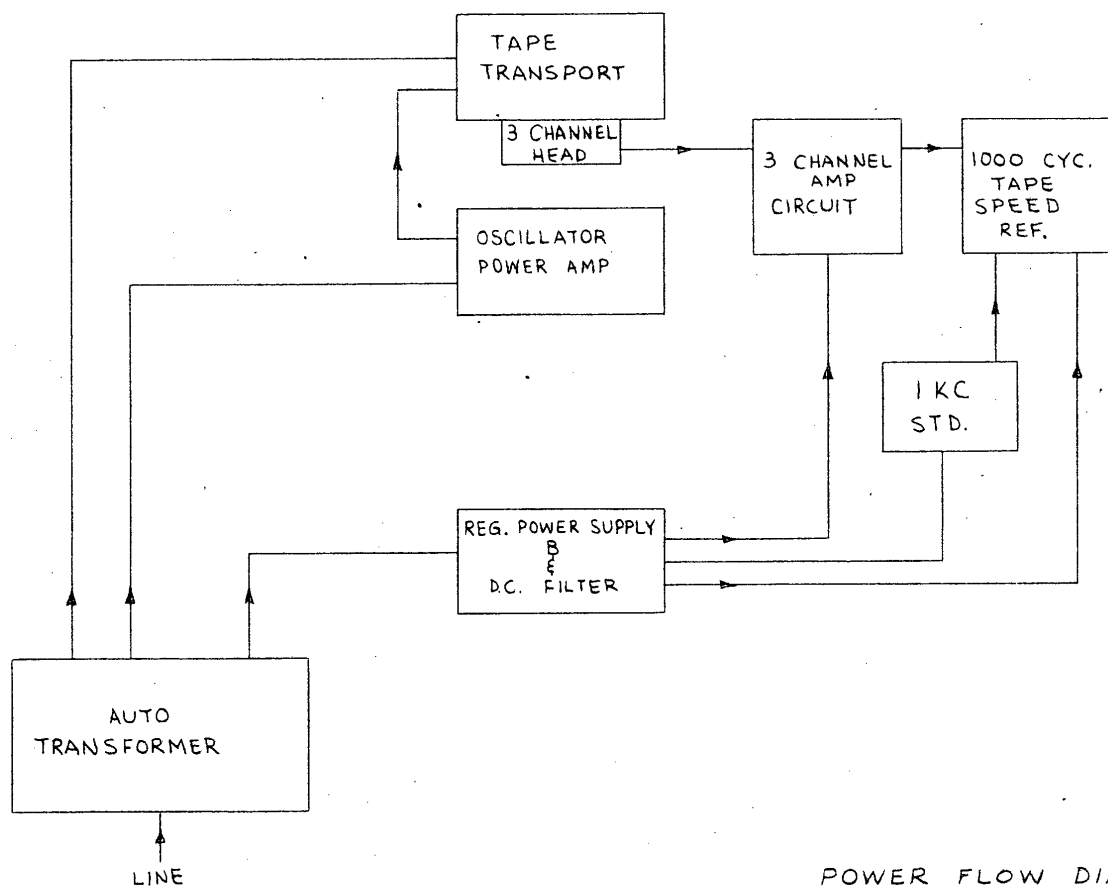 TAPE
TRANSPORT
3 CHANNEL
HEAD
3 CHANNEL
AMP
CIRCUIT
1000 CYC.
TAPE
SPEED
REF.
OSCILLATOR
POWER AMP
1 KC
STD.
REG. POWER SUPPLY
B
&
D.C. FILTER
AUTO
TRANSFORMER
LINE
POWER FLOW DIA